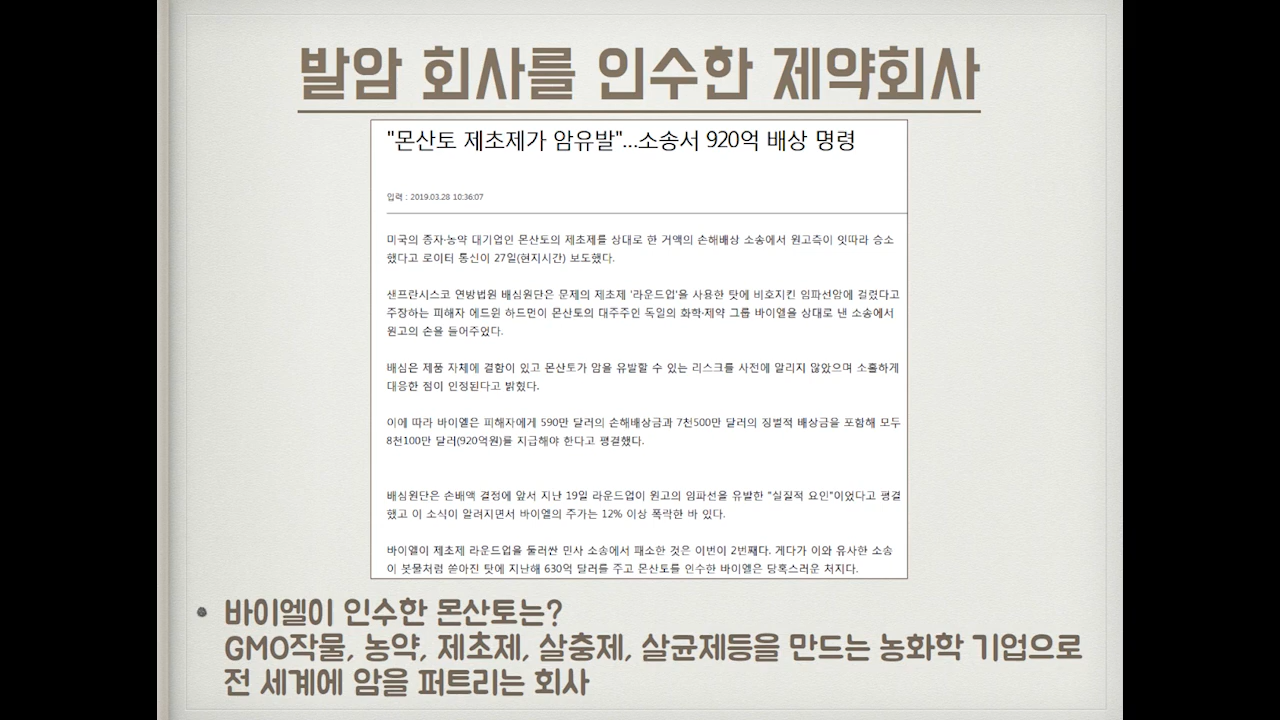 발암 회사를 인수한 제약회사
"몬산토 제초제가 암유발"...소송서 920억 배상 명령
입력 : 2019.03.28 10:36:07
미국의 종자·농약 대기업인 몬산토의 제초제를 상대로 한 거액의 손해배상 소송에서 원고측이 잇따라 승소
했다고 로이터 통신이 27일(현지시간) 보도했다.
샌프란시스코 연방법원 배심원단은 문제의 제초제 '라운드업'을 사용한 탓에 비호지킨 임파선암에 걸렸다고
주장하는 피해자 에드윈 하드먼이 몬산토의 대주주인 독일의 화학·제약 그룹 바이엘을 상대로 낸 소송에서
원고의 손을 들어주었다.
배심은 제품 자체에 결함이 있고 몬산토가 암을 유발할 수 있는 리스크를 사전에 알리지 않았으며 소홀하게
대응한 점이 인정된다고 밝혔다.
이에 따라 바이엘은 피해자에게 590만 달러의 손해배상금과 7천500만 달러의 징벌적 배상금을 포함해 모두
8천100만 달러(920억원)를 지급해야 한다고 평결했다.
배심원단은 손배액 결정에 앞서 지난 19일 라운드업이 원고의 임파선을 유발한 "실질적 요인"이었다고 평결
했고 이 소식이 알려지면서 바이엘의 주가는 12% 이상 폭락한 바 있다.
바이엘이 제초제 라운드업을 둘러싼 민사 소송에서 패소한 것은 이번이 2번째다. 게다가 이와 유사한 소송
이 봇물처럼 쏟아진 탓에 지난해 630억 달러를 주고 몬산토를 인수한 바이엘은 당혹스러운 처지다.
• 바이엘이 인수한 몬산토는?
GMO작물, 농약, 제초제, 살충제, 살균제등을 만드는 농화학 기업으로
전 세계에 암을 퍼트리는 회사